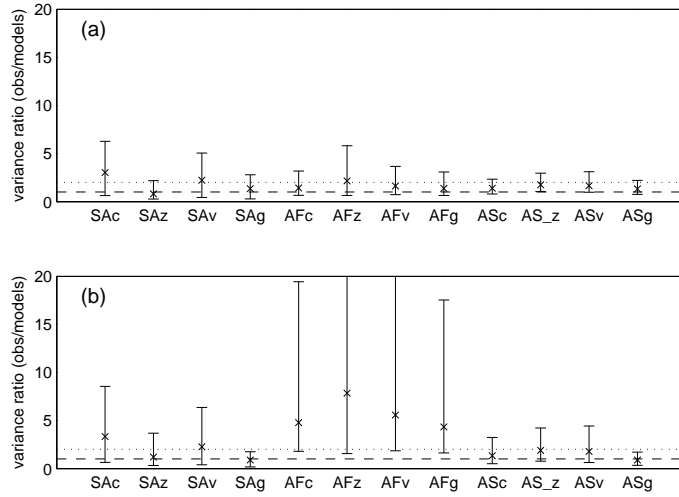 20
(a)
15
10
5
0
variance ratio (obs/models)
SAc SAz SAv SAg AFc AFz AFv AFg ASc AS_z ASv ASg
20
(b)
15
10
5
0
variance ratio (obs/models)
SAc SAz SAv SAg AFc AFz AFv AFg ASc AS_z ASv ASg